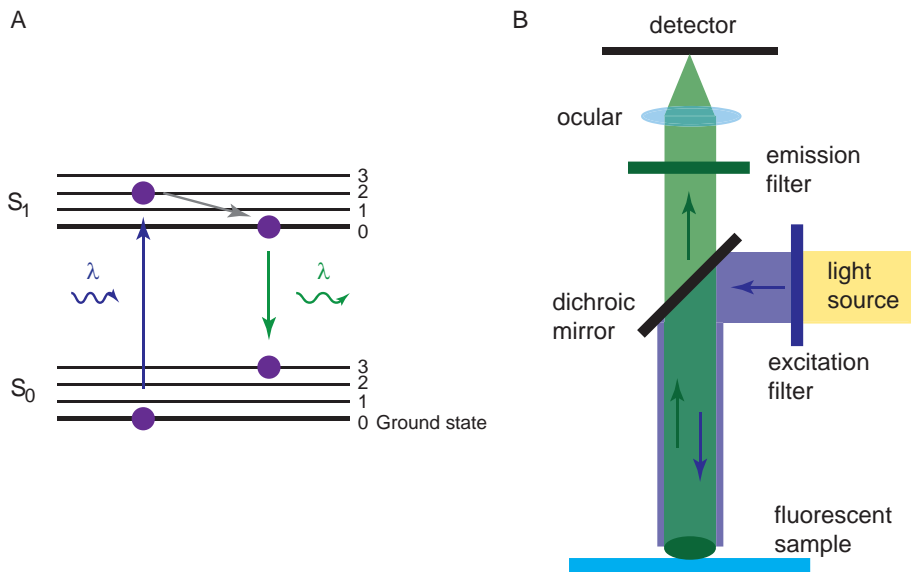 A
S1
3
2
1
0
λ
λ
S0
3
2
1
0 Ground state
B
detector
ocular
emission
filter
dichroic
mirror
light
source
excitation
filter
fluorescent
sample